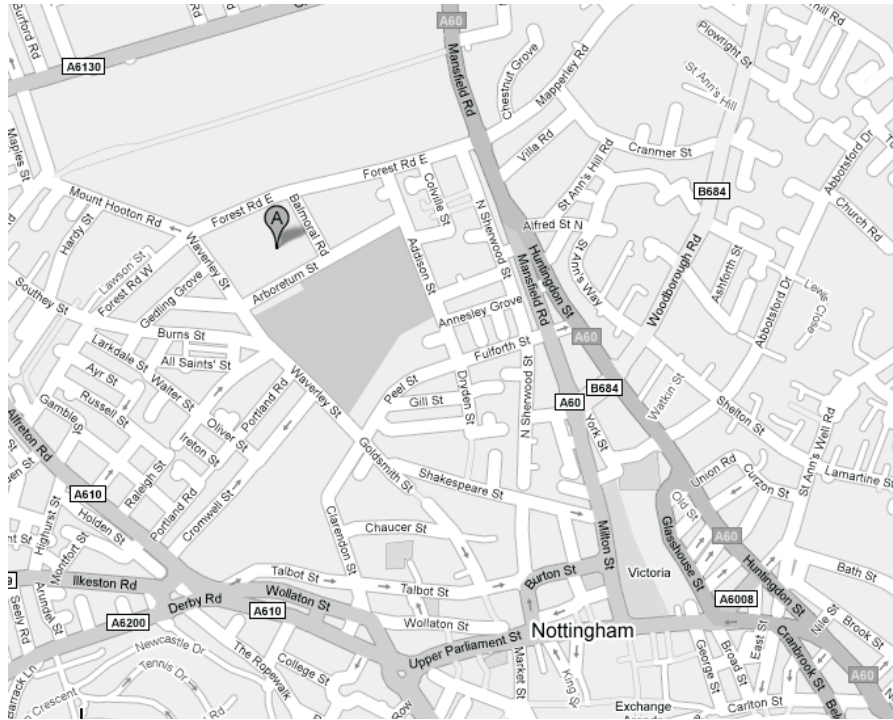 Burford Rd
A6130
A60
Mansfield Rd
Chestnut Grove
Mapperley Rd
Plowright St
St Ann's Hill
Maples St
Forest Rd E
Villa Rd
Cranmer St
St Ann's Hill Rd
B684
Abbotsford Dr
Church Rd
Mount Hooton Rd
Forest Rd E
A
Balmoral Rd
Colville St
N Sherwood St
Alfred St N
Hardy St
Waverley St
Addison St
Mansfield Rd
Huntingdon St
St Ann's Way
Woodborough Rd
Ashforth St
Lawson St
Forest Rd W
Arboretum St
Southey St
Gedling Grove
Annesley Grove
Abbotsford Dr
Burns St
Fulforth St
A60
Larkdale St
All Saints' St
Ayr St
Walter St
Portland Rd
Waverley St
Peel St
Dryden St
N Sherwood St
B684
Watkin St
Gamble St
Russell St
Gill St
A60
York St
Shelton St
Alfreton Rd
Oliver St
Ireton St
Goldsmith St
St Ann's Well Rd
Raleigh St
Shakespeare St
Union Rd
Curzon St
Lamartine St
A610
Portland Rd
Cromwell St
Highurst St
Holden St
Clarendon St
Chaucer St
Milton St
Old St
Glasshouse St
A60
Montfort St
Talbot St
Talbot St
Burton St
Victoria
Huntingdon St
Bath St
Ilkeston Rd
Derby Rd
Wollaton St
A610
Wollaton St
A6008
Arundel St
Seely Rd
A6200
Upper Parliament St
Nottingham
East St
Nile St
Brook St
Cranbrook St
Newcastle Dr
The Ropewalk
College St
Market St
King St
George St
Broad St
A60
Tennis Dr
Barrack Ln
Crescent
Row
Exchange
Carlton St